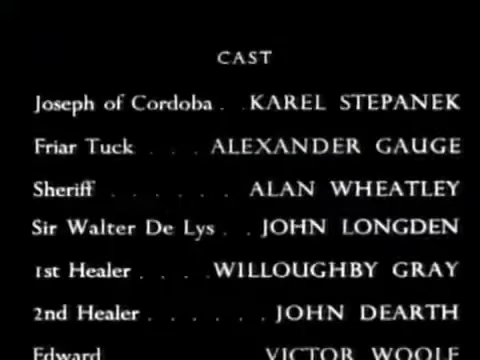 CAST
Joseph of Cordoba . . KAREL STEPANEK
Friar Tuck . . . ALEXANDER GAUGE
Sheriff . . . . . . ALAN WHEATLEY
Sir Walter De Lys . . JOHN LONGDEN
1st Healer . . . . WILLOUGHBY GRAY
2nd Healer . . . . . . JOHN DEARTH
Edward VICTOR WOOLF